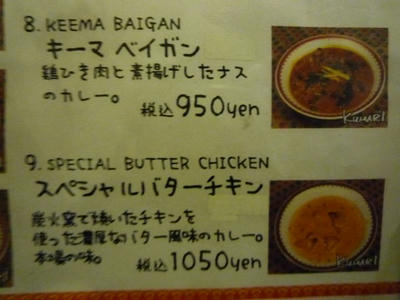 8. KEEMA BAIGAN
キーマ ベイガン
鶏ひき肉と素揚げしたナス
のカレー。
税込950yen
9. SPECIAL BUTTER CHICKEN
スペシャルバターチキン
炭火窯で焼いたチキンを
使った濃厚なバター風味のカレー。
本場の味。
税込1050yen